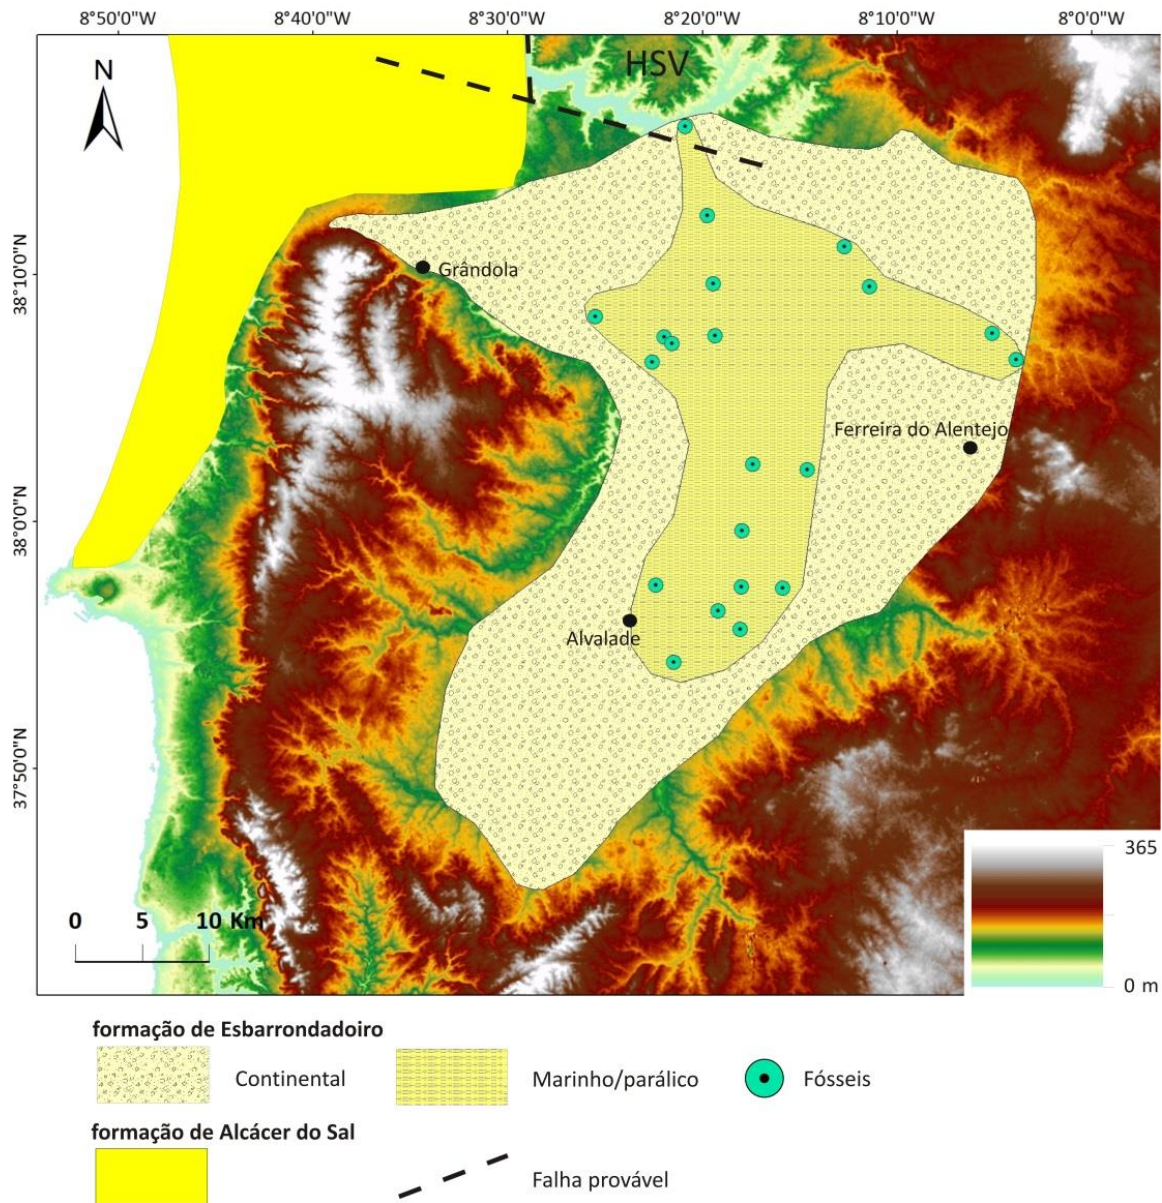 8°50'0"W 8°40'0"W 8°30'0"W 8°20'0"W 8°10'0"W 8°0'0"W
HSV
N
38°10'0"N
Grândola
Ferreira do Alentejo
38°0'0"N
Alvalade
37°50'0"N
365
0 5 10 Km
0 m
formação de Esbarrondadoiro
Continental Marinho/parálico Fósseis
formação de Alcácer do Sal
Falha provável